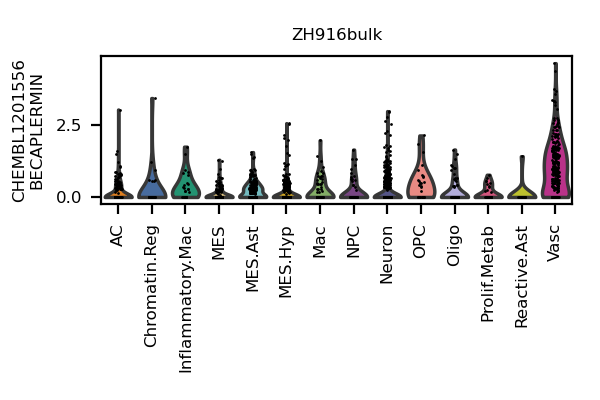 ZH916bulk
CHEMBL1201556
BECAPLERMIN
2.5
0.0
AC
Chromatin.Reg
Inflammatory.Mac
MES
MES.Ast
MES.Hyp
Mac
NPC
Neuron
OPC
Oligo
Prolif.Metab
Reactive.Ast
Vasc